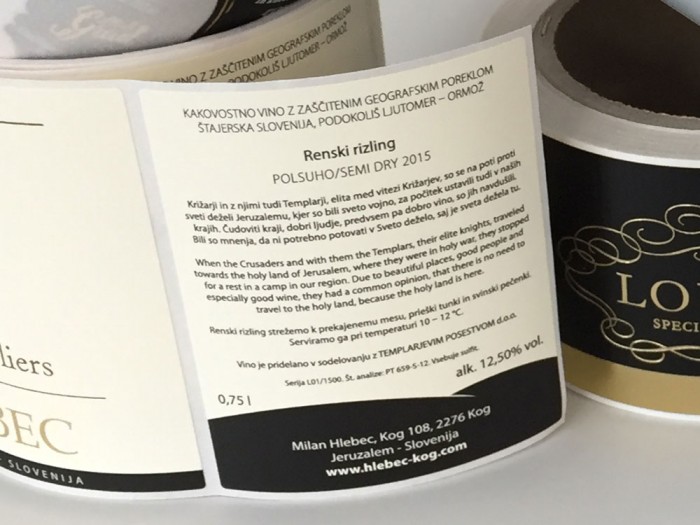 VINO Z ZAŠČITENIM GEOGRAFSKIM POREKLOM
PODOKOLIŠ LJUTOMER – ORMOŽ
KAKOVOSTNO VINO Z ZAŠČITENIM GEOGRAFSKIM POREKLOM
ŠTAJERSKA SLOVENIJA, PODOKOLIŠ LJUTOMER – ORMOŽ
Renski rizling
POLSUHO/SEMI DRY 2015
Križarji in z njimi tudi Templarji, elita med vitezi Križarjev, so se na poti proti
sveti deželi Jeruzalemu, kjer so bili sveto vojno, za počitek ustavili tudi v naših
krajih. Čudoviti kraji, dobri ljudje, predvsem pa dobro vino, so jih navdušili.
Bili so mnenja, da ni potrebno potovati v Sveto deželo, saj je sveta dežela tu.
When the Crusaders and with them the Templars, their elite knights, traveled
towards the holy land of Jerusalem, where they were in holy war, they stopped
for a rest in a camp in our region. Due to beautiful places, good people and
especially good wine, they had a common opinion, that there is no need to
travel to the holy land, because the holy land is here.
Renski rizling strežemo k prekajenemu mesu, prleški tunki in svinjski pečenki.
Serviramo ga pri temperaturi 10 – 12 °C.
Vino je pridelano v sodelovanju z TEMPLARJEVIM POSESTVOM d.o.o.
Serija L01/1500. Št. analize: PT 659-5-12. Vsebuje sulfit.
0,75 l
alk. 12,50% vol.
Milan Hlebec, Kog 108, 2276 Kog
Jeruzalem - Slovenija
www.hlebec-kog.com
liers
BEC
SLOVENIJA
LO
SPECI